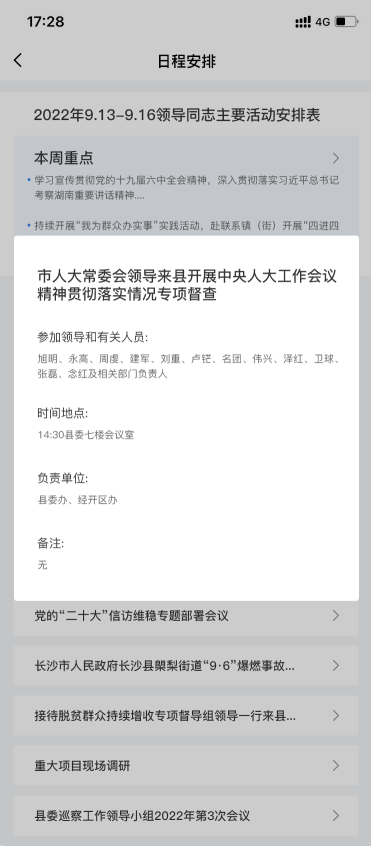 17:28
4G
日程安排
2022年9.13-9.16领导同志主要活动安排表
本周重点
• 学习宣传贯彻党的十九届六中全会精神，深入贯彻落实习近平总书记
考察湖南重要讲话精神....
• 持续开展“我为群众办实事”实践活动，赴联系镇（街）开展“四进四
市人大常委会领导来县开展中央人大工作会议
精神贯彻落实情况专项督查
参加领导和有关人员:
旭明、永高、周虔、建军、刘重、卢铓、名团、伟兴、泽红、卫球、
张磊、念红及相关部门负责人
时间地点:
14:30县委七楼会议室
负责单位:
县委办、经开区办
备注:
无
党的“二十大”信访维稳专题部署会议
长沙市人民政府长沙县㮾梨街道“9·6”爆燃事故...
接待脱贫群众持续增收专项督导组领导一行来县...
重大项目现场调研
县委巡察工作领导小组2022年第3次会议